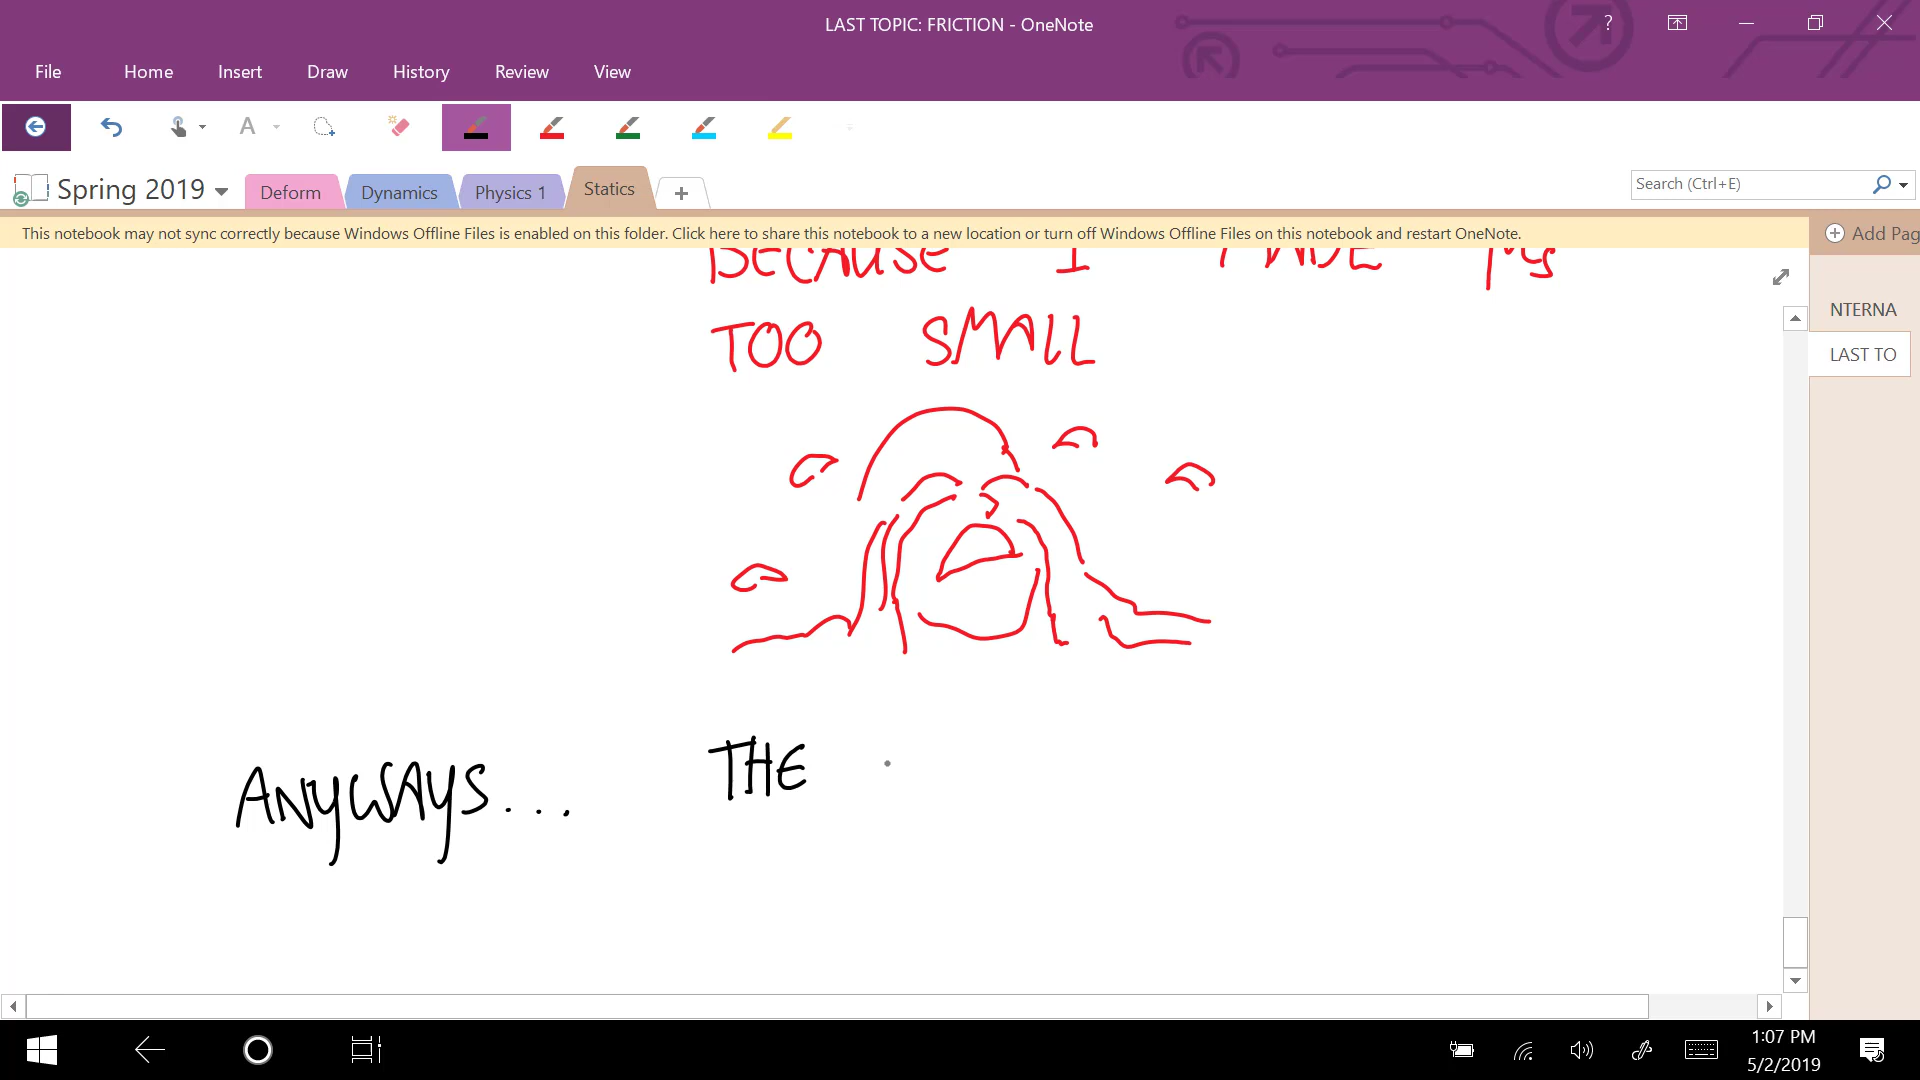 LAST TOPIC: FRICTION - OneNote
?
File Home Insert Draw History Review View
A
Spring 2019 Deform Dynamics Physics 1 Statics + Search (Ctrl+E)
This notebook may not sync correctly because Windows Offline Files is enabled on this folder. Click here to share this notebook to a new location or turn off Windows Offline Files on this notebook and restart OneNote.
Add Pag
NTERNA
LAST TO
BECAUSE I MADE μs
TOO SMALL
ANYWAYS... THE
1:07 PM
5/2/2019